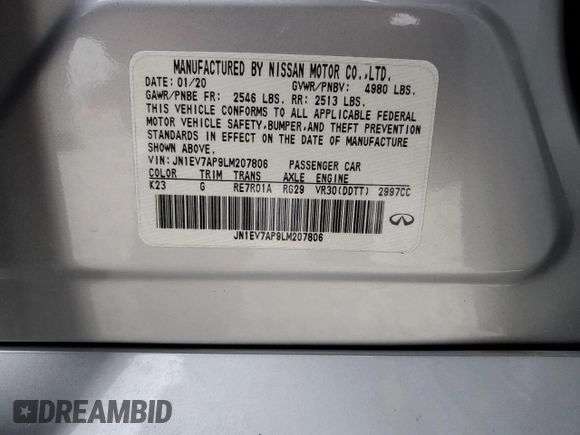 MANUFACTURED BY NISSAN MOTOR CO.,LTD.
DATE: 01/20 GVWR/PNBV: 4980 LBS.
GAWR/PNBE FR: 2546 LBS. RR: 2513 LBS.
THIS VEHICLE CONFORMS TO ALL APPLICABLE FEDERAL
MOTOR VEHICLE SAFETY, BUMPER, AND THEFT PREVENTION
STANDARDS IN EFFECT ON THE DATE OF MANUFACTURE
SHOWN ABOVE.
VIN: JN1EV7AP9LM207806 PASSENGER CAR
COLOR TRIM TRANS AXLE ENGINE
K23 G RE7R01A RG29 VR30(DDTT) 2997CC
JN1EV7AP9LM207806
DREAMBID